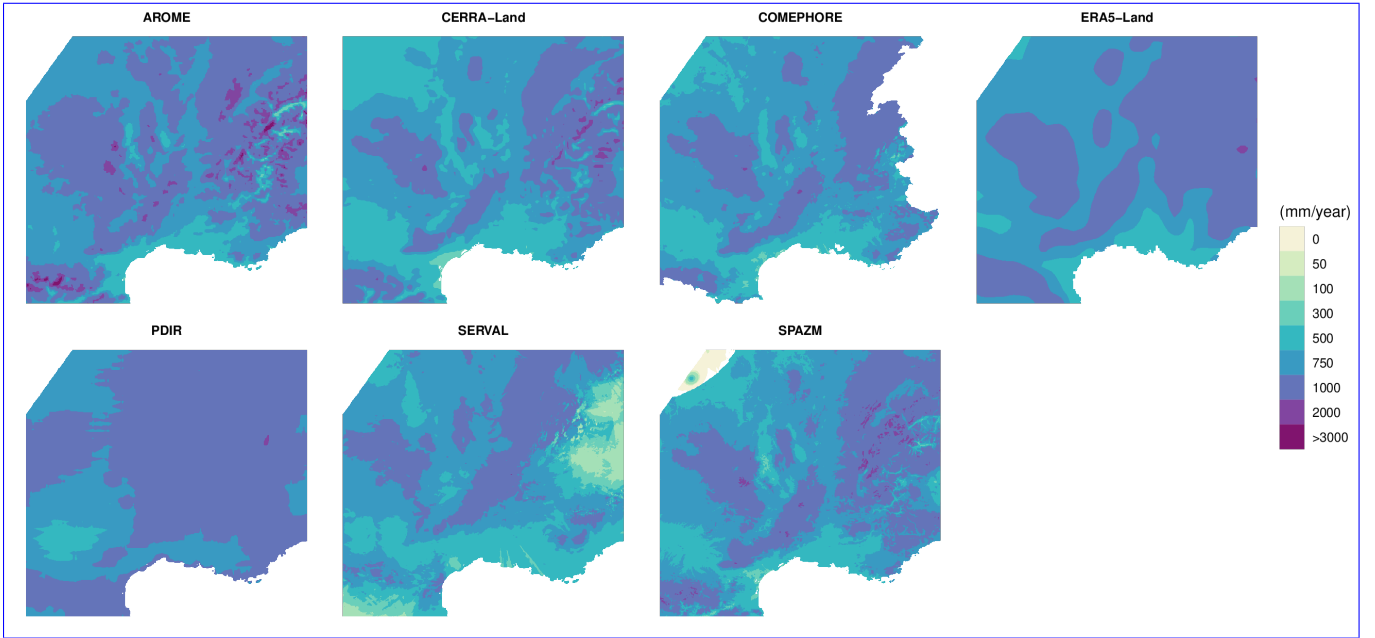 AROME
CERRA−Land
COMEPHORE
ERA5−Land
PDIR
SERVAL
SPAZM
(mm/year)
0
50
100
300
500
750
1000
2000
>3000